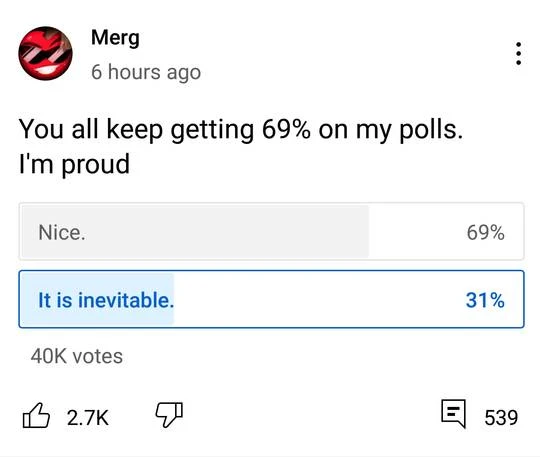 Merg
6 hours ago
You all keep getting 69% on my polls.
I'm proud
Nice. 69%
It is inevitable. 31%
40K votes
2.7K 539